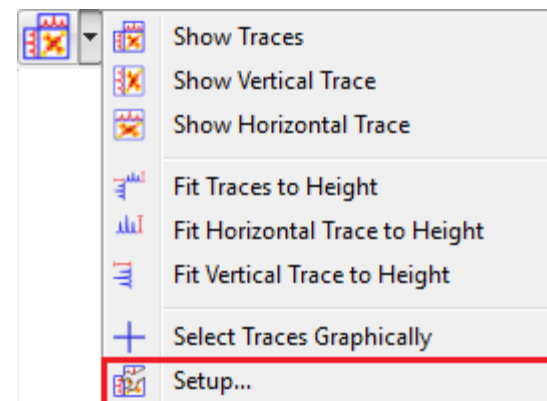 Show Traces
Show Vertical Trace
Show Horizontal Trace
Fit Traces to Height
Fit Horizontal Trace to Height
Fit Vertical Trace to Height
Select Traces Graphically
Setup...